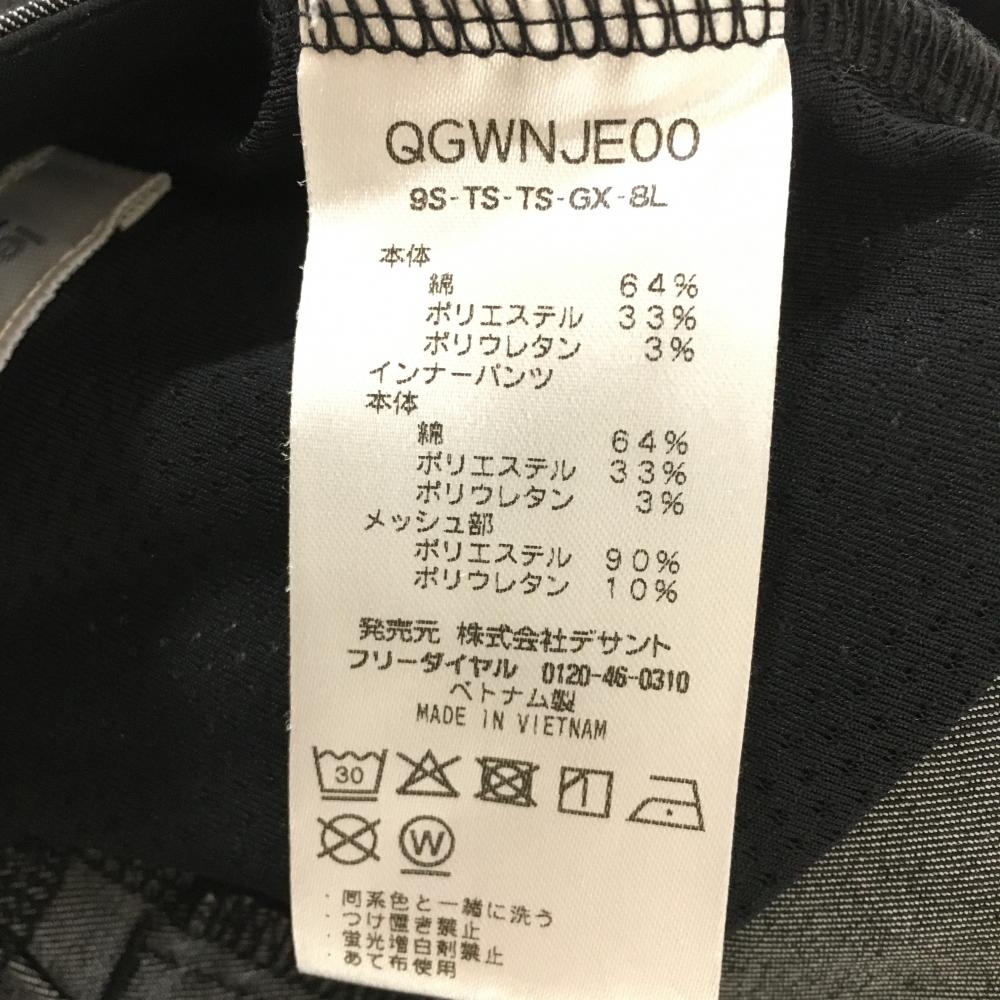 QGWNJE00
9S-TS-TS-GX-8L
本体
綿 64%
ポリエステル 33%
ポリウレタン 3%
インナーパンツ
本体
綿 64%
ポリエステル 33%
ポリウレタン 3%
メッシュ部
ポリエステル 90%
ポリウレタン 10%
発売元 株式会社デサント
フリーダイヤル 0120-46-0310
ベトナム製
MADE IN VIETNAM
30
W
・同系色と一緒に洗う
・つけ置き禁止
・蛍光増白剤禁止
・あて布使用